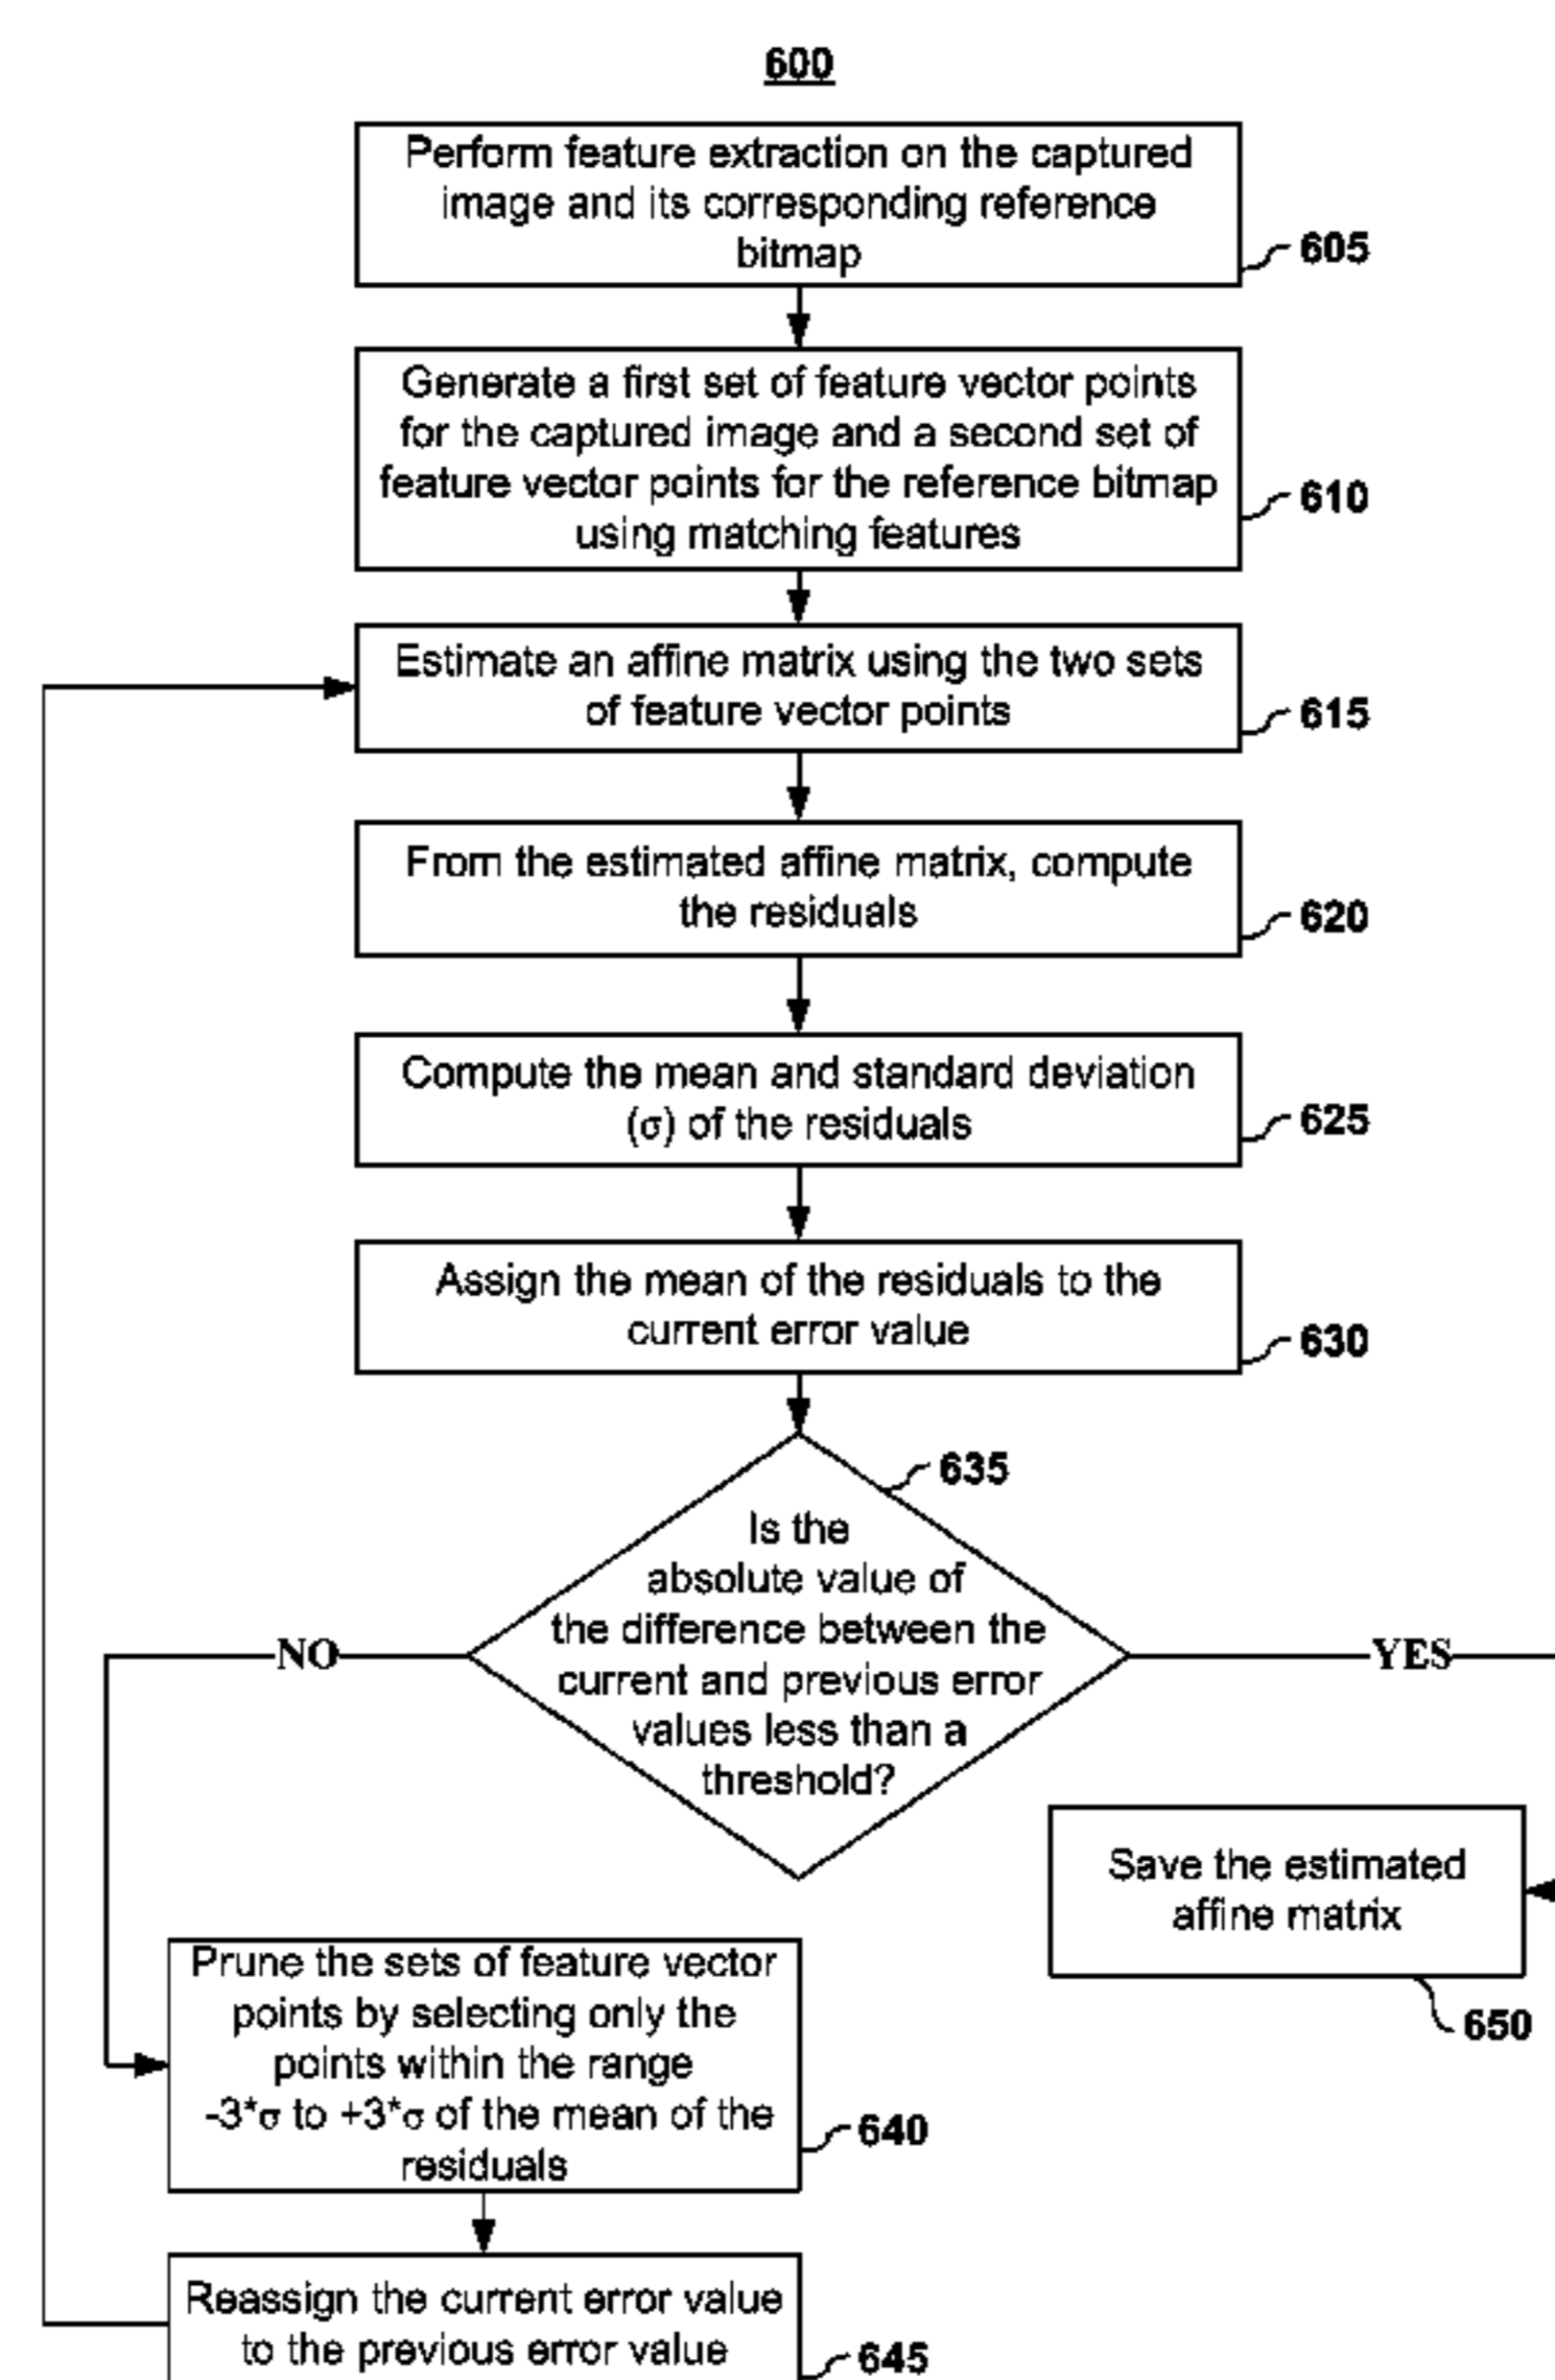 600
Perform feature extraction on the captured
image and its corresponding reference
bitmap
605
Generate a first set of feature vector points
for the captured image and a second set of
feature vector points for the reference bitmap
using matching features
610
Estimate an affine matrix using the two sets
of feature vector points
615
From the estimated affine matrix, compute
the residuals
620
Compute the mean and standard deviation
(σ) of the residuals
625
Assign the mean of the residuals to the
current error value
630
635
Is the
absolute value of
the difference between the
current and previous error
values less than a
threshold?
NO
YES
Save the estimated
affine matrix
650
Prune the sets of feature vector
points by selecting only the
points within the range
-3*σ to +3*σ of the mean of the
residuals
640
Reassign the current error value
to the previous error value
645